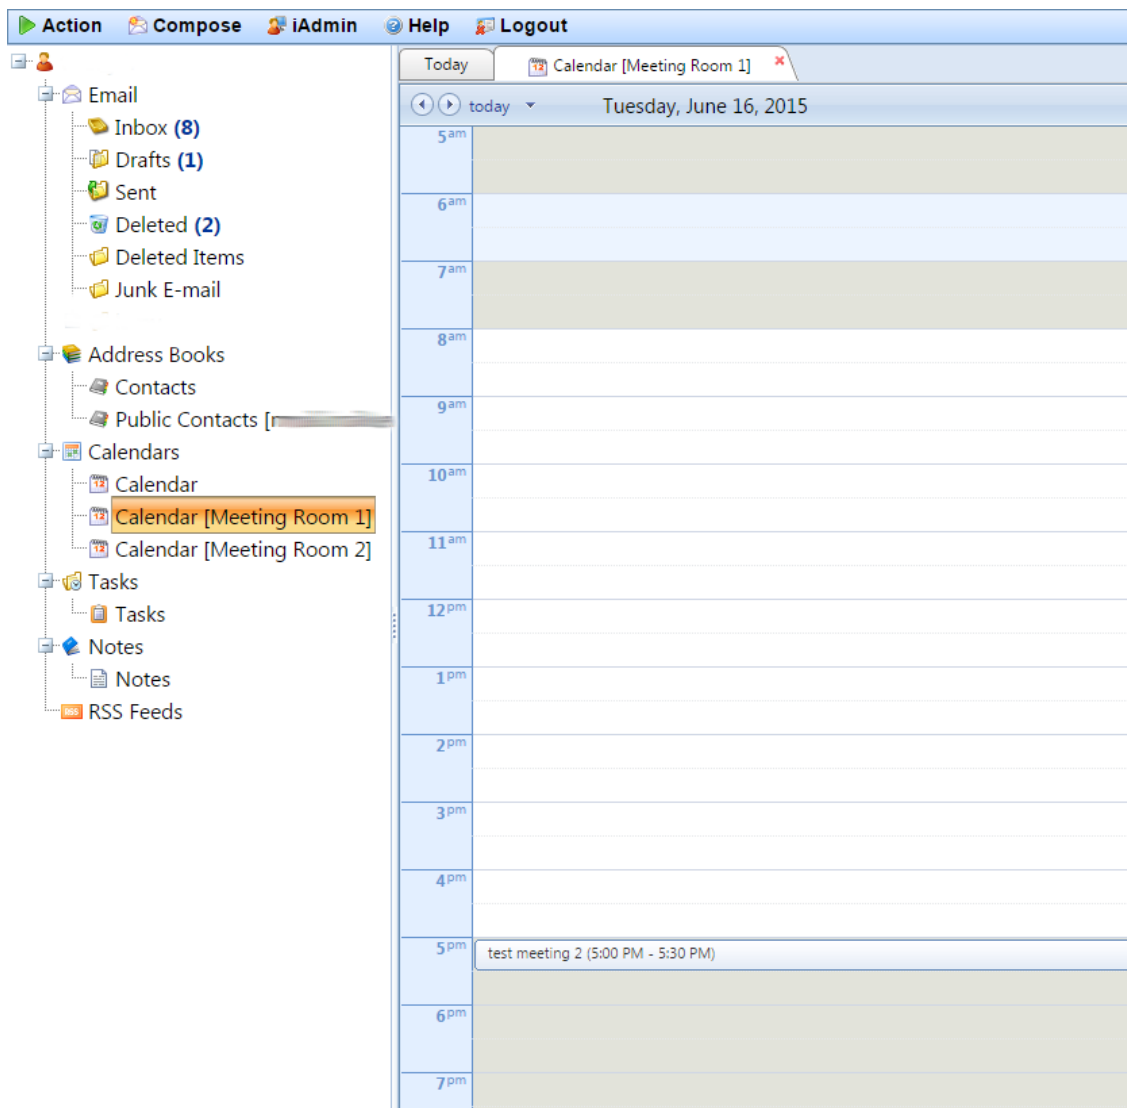 Action Compose iAdmin Help Logout
Email
Inbox (8)
Drafts (1)
Sent
Deleted (2)
Deleted Items
Junk E-mail
Address Books
Contacts
Public Contacts [
Calendars
Calendar
Calendar [Meeting Room 1]
Calendar [Meeting Room 2]
Tasks
Tasks
Notes
Notes
RSS Feeds
Today Calendar [Meeting Room 1]
today Tuesday, June 16, 2015
5am
6am
7am
8am
9am
10am
11am
12pm
1pm
2pm
3pm
4pm
5pm test meeting 2 (5:00 PM - 5:30 PM)
6pm
7pm